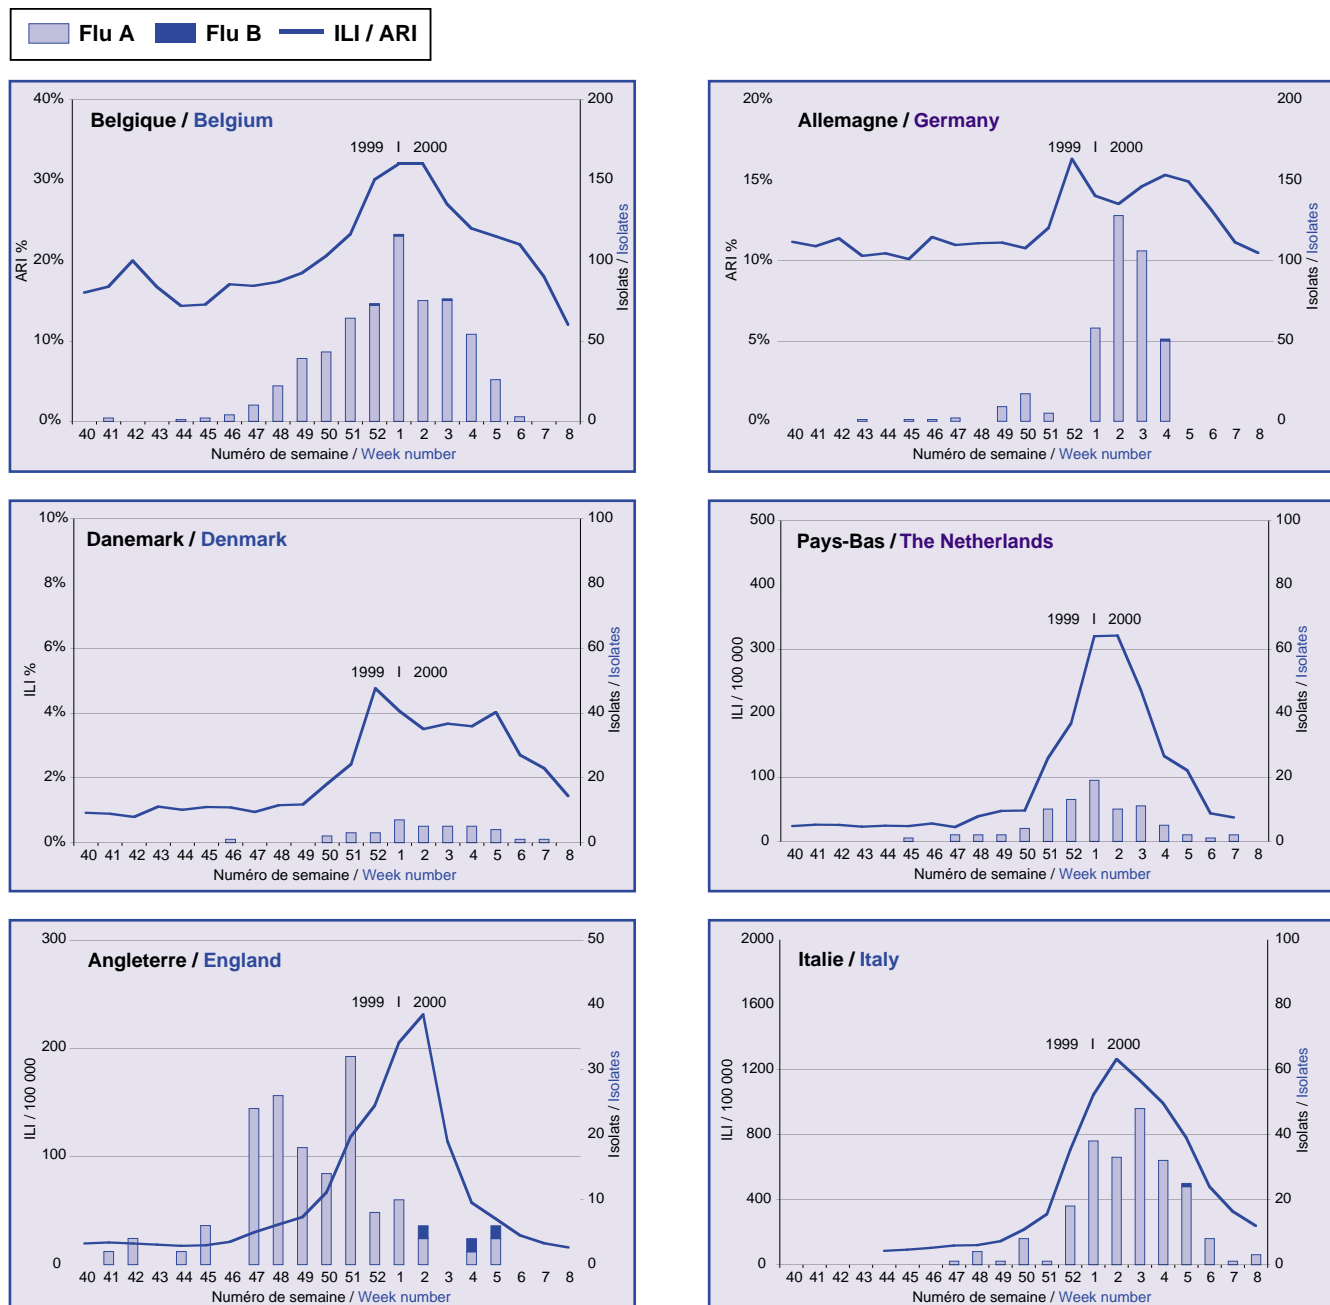 Flu A Flu B ILI / ARI
Belgique / Belgium
1999 I 2000
40%
30%
20%
10%
0%
ARI %
200
150
100
50
0
Isolats / Isolates
40 41 42 43 44 45 46 47 48 49 50 51 52 1 2 3 4 5 6 7 8
Numéro de semaine / Week number
Allemagne / Germany
1999 I 2000
20%
15%
10%
5%
0%
ARI %
200
150
100
50
0
Isolats / Isolates
40 41 42 43 44 45 46 47 48 49 50 51 52 1 2 3 4 5 6 7 8
Numéro de semaine / Week number
Danemark / Denmark
1999 I 2000
10%
8%
6%
4%
2%
0%
ILI %
100
80
60
40
20
0
Isolats / Isolates
40 41 42 43 44 45 46 47 48 49 50 51 52 1 2 3 4 5 6 7 8
Numéro de semaine / Week number
Pays-Bas / The Netherlands
1999 I 2000
500
400
300
200
100
0
ILI / 100 000
100
80
60
40
20
0
Isolats / Isolates
40 41 42 43 44 45 46 47 48 49 50 51 52 1 2 3 4 5 6 7 8
Numéro de semaine / Week number
Angleterre / England
1999 I 2000
300
200
100
0
ILI / 100 000
50
40
30
20
10
0
Isolats / Isolates
40 41 42 43 44 45 46 47 48 49 50 51 52 1 2 3 4 5 6 7 8
Numéro de semaine / Week number
Italie / Italy
1999 I 2000
2000
1600
1200
800
400
0
ILI / 100 000
100
80
60
40
20
0
Isolats / Isolates
40 41 42 43 44 45 46 47 48 49 50 51 52 1 2 3 4 5 6 7 8
Numéro de semaine / Week number